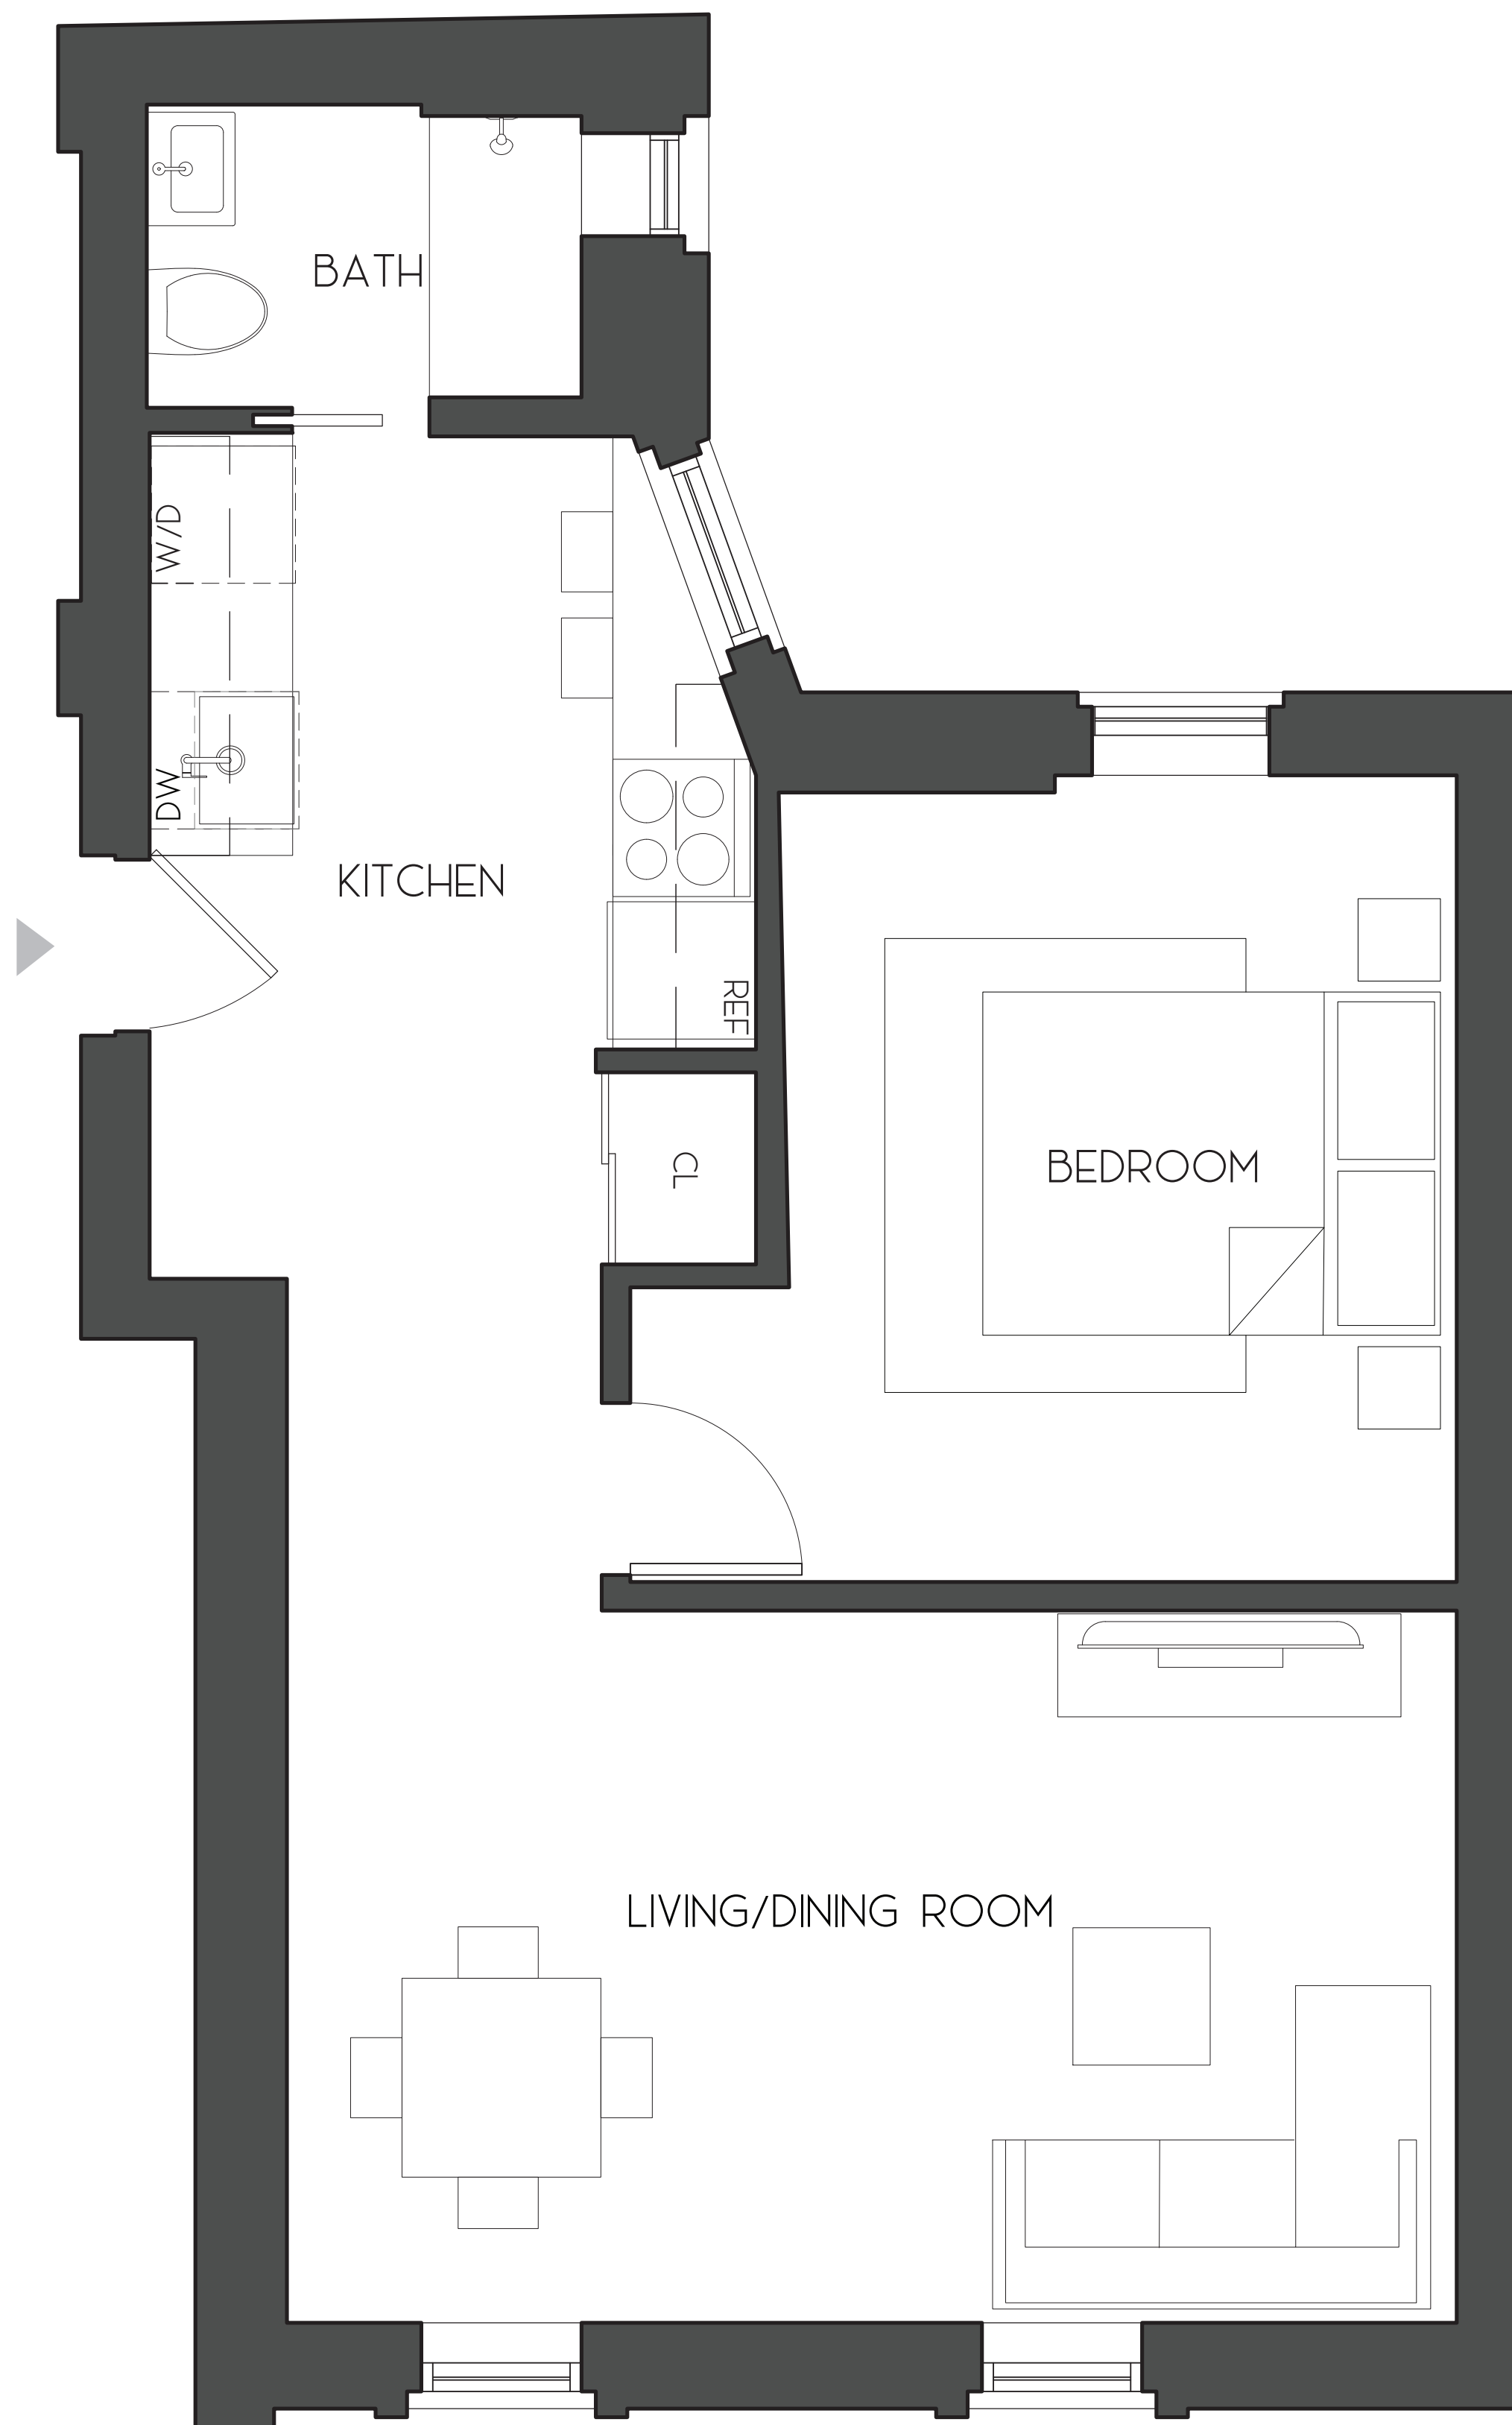 BATH
W/D
DW
KITCHEN
REF
CL
BEDROOM
LIVING/DINING ROOM